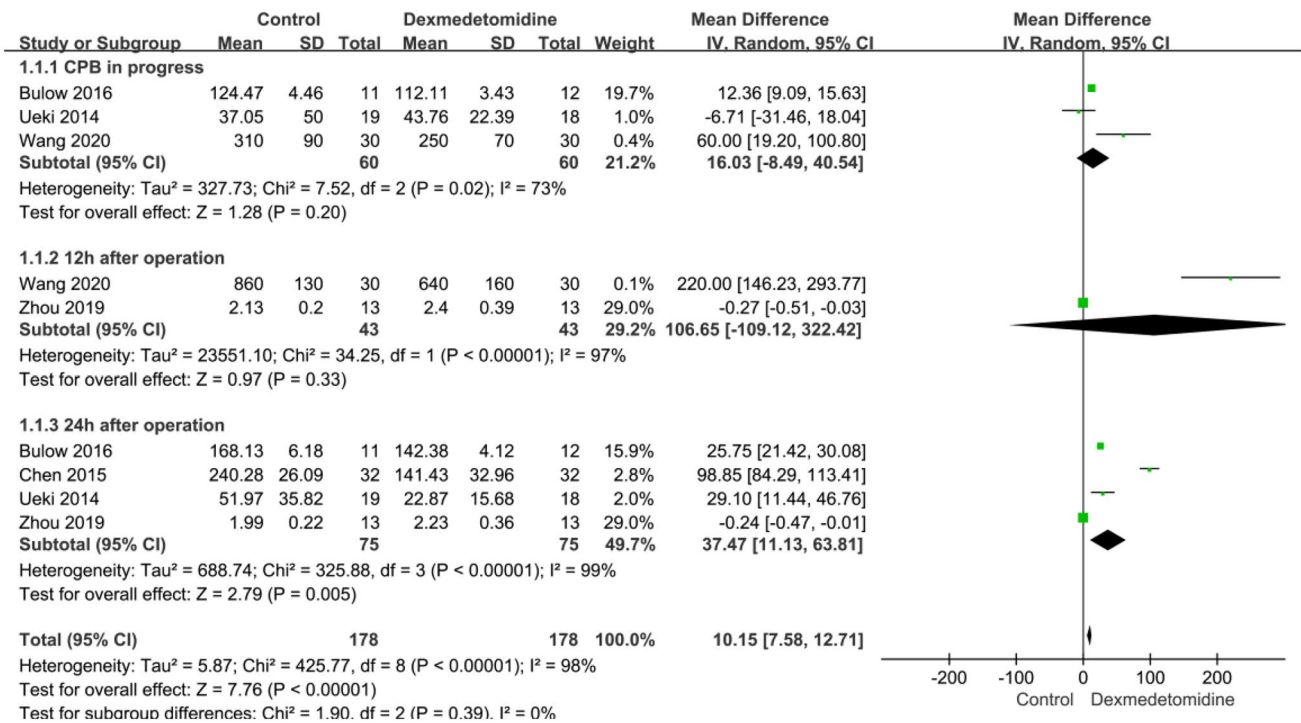 Control Dexmedetomidine Mean Difference Mean Difference
Study or Subgroup Mean SD Total Mean SD Total Weight IV, Random, 95% CI IV, Random, 95% CI
1.1.1 CPB in progress
Bulow 2016 124.47 4.46 11 112.11 3.43 12 19.7% 12.36 [9.09, 15.63]
Ueki 2014 37.05 50 19 43.76 22.39 18 1.0% -6.71 [-31.46, 18.04]
Wang 2020 310 90 30 250 70 30 0.4% 60.00 [19.20, 100.80]
Subtotal (95% CI) 60 60 21.2% 16.03 [-8.49, 40.54]
Heterogeneity: Tau² = 327.73; Chi² = 7.52, df = 2 (P = 0.02); I² = 73%
Test for overall effect: Z = 1.28 (P = 0.20)
1.1.2 12h after operation
Wang 2020 860 130 30 640 160 30 0.1% 220.00 [146.23, 293.77]
Zhou 2019 2.13 0.2 13 2.4 0.39 13 29.0% -0.27 [-0.51, -0.03]
Subtotal (95% CI) 43 43 29.2% 106.65 [-109.12, 322.42]
Heterogeneity: Tau² = 23551.10; Chi² = 34.25, df = 1 (P < 0.00001); I² = 97%
Test for overall effect: Z = 0.97 (P = 0.33)
1.1.3 24h after operation
Bulow 2016 168.13 6.18 11 142.38 4.12 12 15.9% 25.75 [21.42, 30.08]
Chen 2015 240.28 26.09 32 141.43 32.96 32 2.8% 98.85 [84.29, 113.41]
Ueki 2014 51.97 35.82 19 22.87 15.68 18 2.0% 29.10 [11.44, 46.76]
Zhou 2019 1.99 0.22 13 2.23 0.36 13 29.0% -0.24 [-0.47, -0.01]
Subtotal (95% CI) 75 75 49.7% 37.47 [11.13, 63.81]
Heterogeneity: Tau² = 688.74; Chi² = 325.88, df = 3 (P < 0.00001); I² = 99%
Test for overall effect: Z = 2.79 (P = 0.005)
Total (95% CI) 178 178 100.0% 10.15 [7.58, 12.71]
Heterogeneity: Tau² = 5.87; Chi² = 425.77, df = 8 (P < 0.00001); I² = 98%
Test for overall effect: Z = 7.76 (P < 0.00001)
Test for subgroup differences: Chi² = 1.90, df = 2 (P = 0.39), I² = 0%
-200 -100 0 100 200
Control Dexmedetomidine